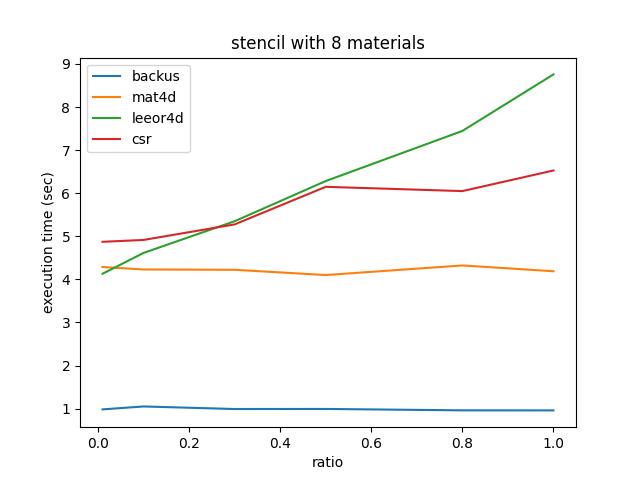 stencil with 8 materials
backus
mat4d
leeor4d
csr
execution time (sec)
9
8
7
6
5
4
3
2
1
0.0 0.2 0.4 0.6 0.8 1.0
ratio